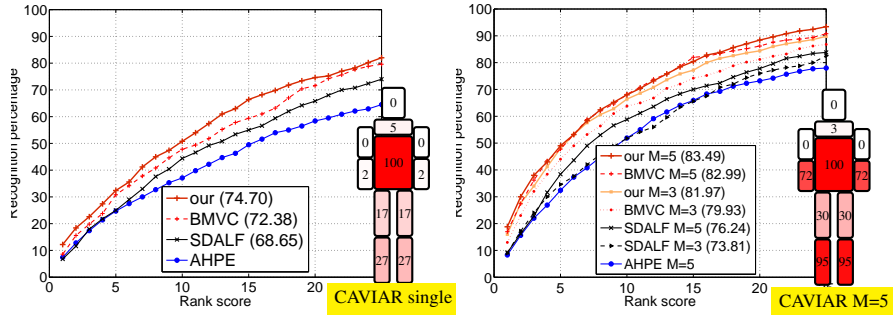 100
90
80
70
60
50
40
30
20
10
0
Recognition percentage
0 5 10 15 20
Rank score
our (74.70)
BMVC (72.38)
SDALF (68.65)
AHPE
0
5
0 100 0
2 2
17 17
27 27
CAVIAR single
100
90
80
70
60
50
40
30
20
10
0
Recognition percentage
0 5 10 15 20
Rank score
our M=5 (83.49)
BMVC M=5 (82.99)
our M=3 (81.97)
BMVC M=3 (79.93)
SDALF M=5 (76.24)
SDALF M=3 (73.81)
AHPE M=5
0
3
0 100 0
72 72
30 30
95 95
CAVIAR M=5